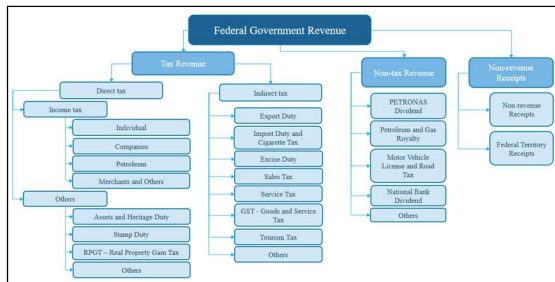 Federal Government Revenue
Tax Revenue
Direct tax
Income tax
Individual
Companies
Petroleum
Merchants and Others
Others
Assets and Heritage Duty
Stamp Duty
RPGT – Real Property Gain Tax
Others
Indirect tax
Export Duty
Import Duty and
Cigarette Tax
Excise Duty
Sales Tax
Service Tax
GST - Goods and Service
Tax
Tourism Tax
Others
Non-tax Revenue
PETRONAS
Dividend
Petroleum and Gas
Royalty
Motor Vehicle
License and Road
Tax
National Bank
Dividend
Others
Non-revenue
Receipts
Non-revenue
Receipts
Federal Territory
Receipts